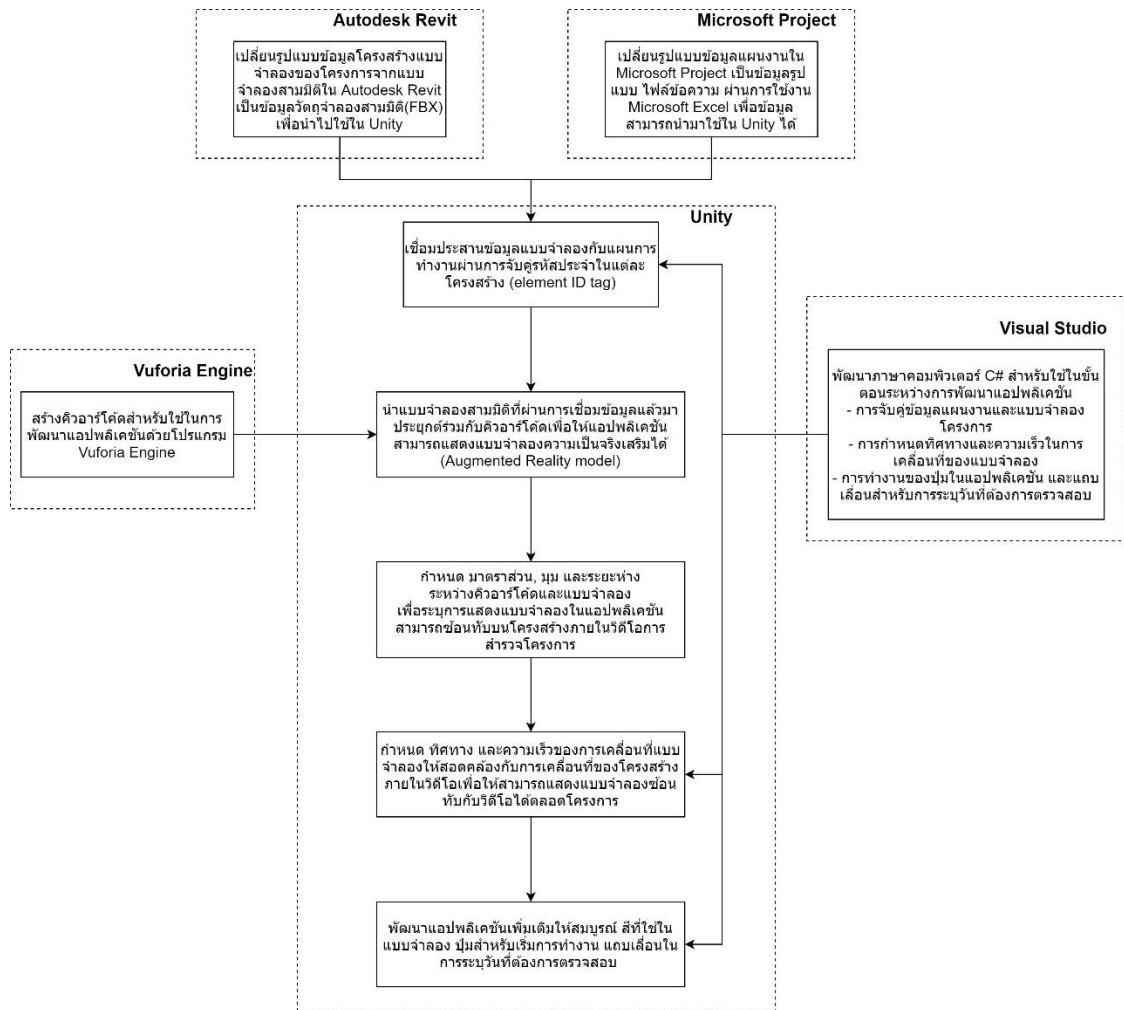 Autodesk Revit
เปลี่ยนรูปแบบข้อมูลโครงสร้างแบบ
จำลองของโครงการจากแบบ
จำลองสามมิติใน Autodesk Revit
เป็นข้อมูลวัตถุจำลองสามมิติ(FBX)
เพื่อนำไปใช้ใน Unity
Microsoft Project
เปลี่ยนรูปแบบข้อมูลแผนงานใน
Microsoft Project เป็นข้อมูลรูป
แบบ ไฟล์ข้อความ ผ่านการใช้งาน
Microsoft Excel เพื่อข้อมูล
สามารถนำมาใช้ใน Unity ได้
Unity
เชื่อมประสานข้อมูลแบบจำลองกับแผนการ
ทำงานผ่านการจับคู่รหัสประจำในแต่ละ
โครงสร้าง (element ID tag)
Visual Studio
พัฒนาภาษาคอมพิวเตอร์ C# สำหรับใช้ในขั้น
ตอนระหว่างการพัฒนาแอปพลิเคชัน
- การจับคู่ข้อมูลแผนงานและแบบจำลอง
โครงการ
- การกำหนดทิศทางและความเร็วในการ
เคลื่อนที่ของแบบจำลอง
- การทำงานของปุ่มในแอปพลิเคชัน และแถบ
เลื่อนสำหรับการระบุวันที่ต้องการตรวจสอบ
Vuforia Engine
สร้างคิวอาร์โค้ดสำหรับใช้ในการ
พัฒนาแอปพลิเคชันด้วยโปรแกรม
Vuforia Engine
นำแบบจำลองสามมิติที่ผ่านการเชื่อมข้อมูลแล้วมา
ประยุกต์ร่วมกับคิวอาร์โค้ดเพื่อให้แอปพลิเคชัน
สามารถแสดงแบบจำลองความเป็นจริงเสริมได้
(Augmented Reality model)
กำหนด มาตราส่วน, มุม และระยะห่าง
ระหว่างคิวอาร์โค้ดและแบบจำลอง
เพื่อระบุการแสดงแบบจำลองในแอปพลิเคชัน
สามารถซ้อนทับบนโครงสร้างภายในวิดีโอการ
สำรวจโครงการ
กำหนด ทิศทาง และความเร็วของการเคลื่อนที่แบบ
จำลองให้สอดคล้องกับการเคลื่อนที่ของโครงสร้าง
ภายในวิดีโอเพื่อให้สามารถแสดงแบบจำลองซ้อน
ทับกับวิดีโอได้ตลอดโครงการ
พัฒนาแอปพลิเคชันเพิ่มเติมให้สมบูรณ์ สีที่ใช้ใน
แบบจำลอง ปุ่มสำหรับเริ่มการทำงาน แถบเลื่อนใน
การระบุวันที่ต้องการตรวจสอบ